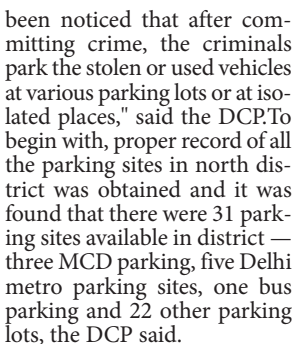 been noticed that after com-
mitting crime, the criminals
park the stolen or used vehicles
at various parking lots or at iso-
lated places," said the DCP.To
begin with, proper record of all
the parking sites in north dis-
trict was obtained and it was
found that there were 31 park-
ing sites available in district —
three MCD parking, five Delhi
metro parking sites, one bus
parking and 22 other parking
lots, the DCP said.